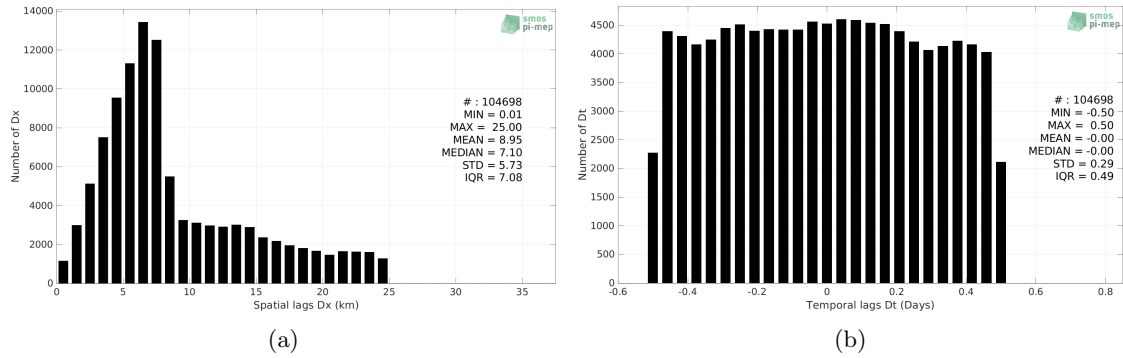 14000
12000
10000
8000
6000
4000
2000
0
Number of Dx
0 5 10 15 20 25 30 35
Spatial lags Dx (km)
smos
pi-mep
# : 104698
MIN = 0.01
MAX = 25.00
MEAN = 8.95
MEDIAN = 7.10
STD = 5.73
IQR = 7.08
(a)
4500
4000
3500
3000
2500
2000
1500
1000
500
0
Number of Dt
-0.6 -0.4 -0.2 0 0.2 0.4 0.6 0.8
Temporal lags Dt (Days)
smos
pi-mep
# : 104698
MIN = -0.50
MAX = 0.50
MEAN = -0.00
MEDIAN = -0.00
STD = 0.29
IQR = 0.49
(b)